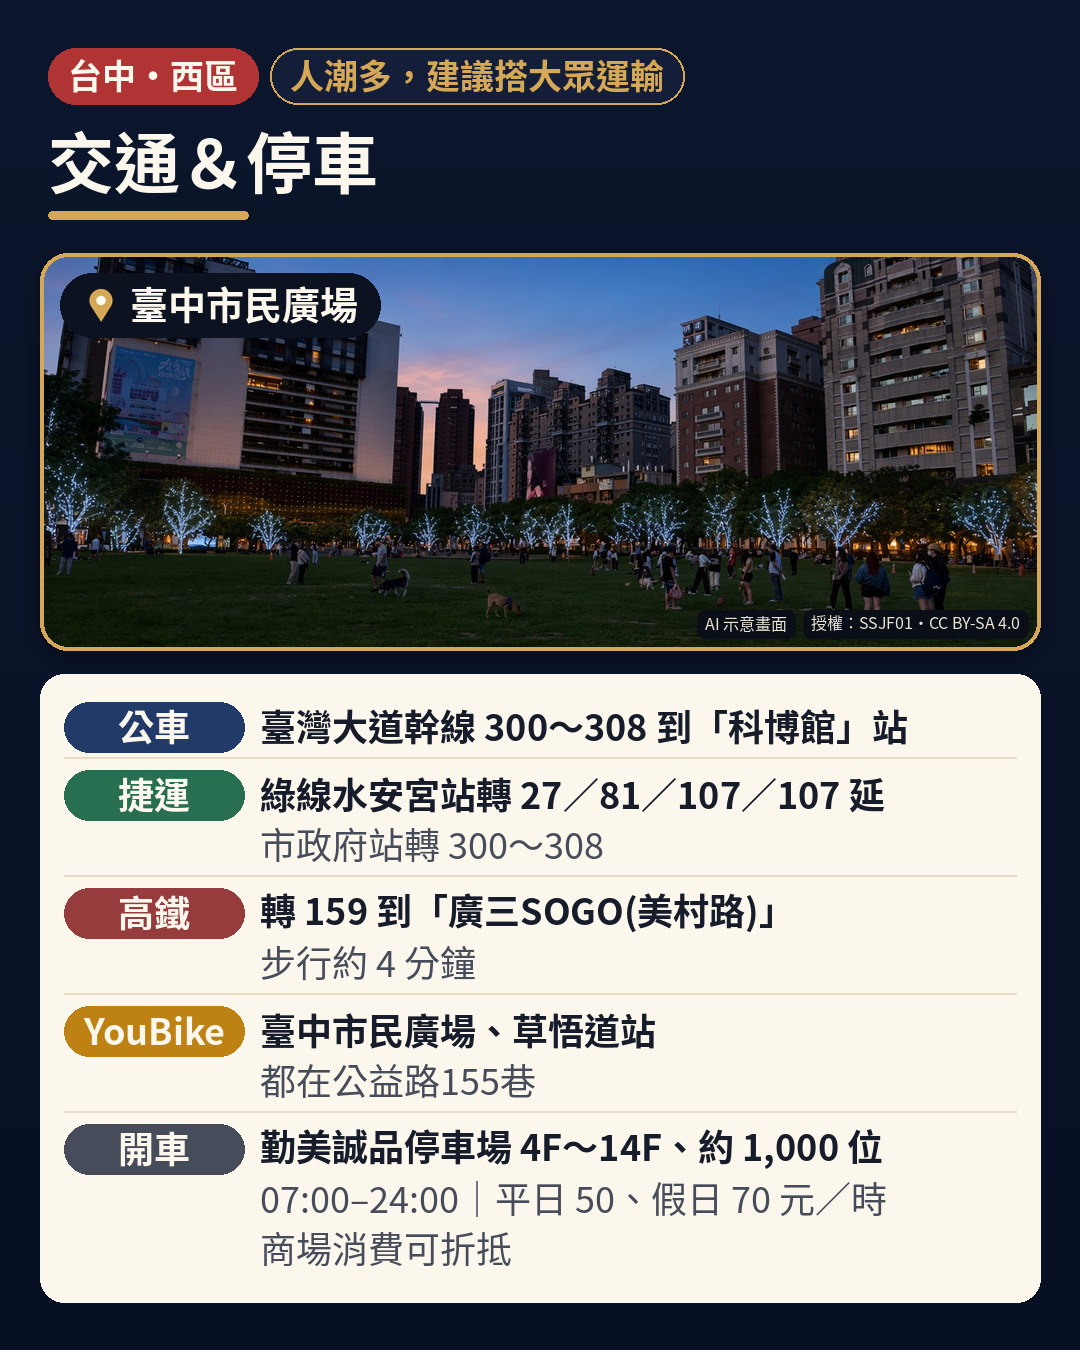 台中・西區
人潮多，建議搭大眾運輸
交通＆停車
臺中市民廣場
AI 示意畫面
授權：SSJF01・CC BY-SA 4.0
公車
臺灣大道幹線 300～308 到「科博館」站
捷運
綠線水安宮站轉 27／81／107／107 延
市政府站轉 300～308
高鐵
轉 159 到「廣三SOGO(美村路)」
步行約 4 分鐘
YouBike
臺中市民廣場、草悟道站
都在公益路155巷
開車
勤美誠品停車場 4F～14F、約 1,000 位
07:00–24:00｜平日 50、假日 70 元／時
商場消費可折抵